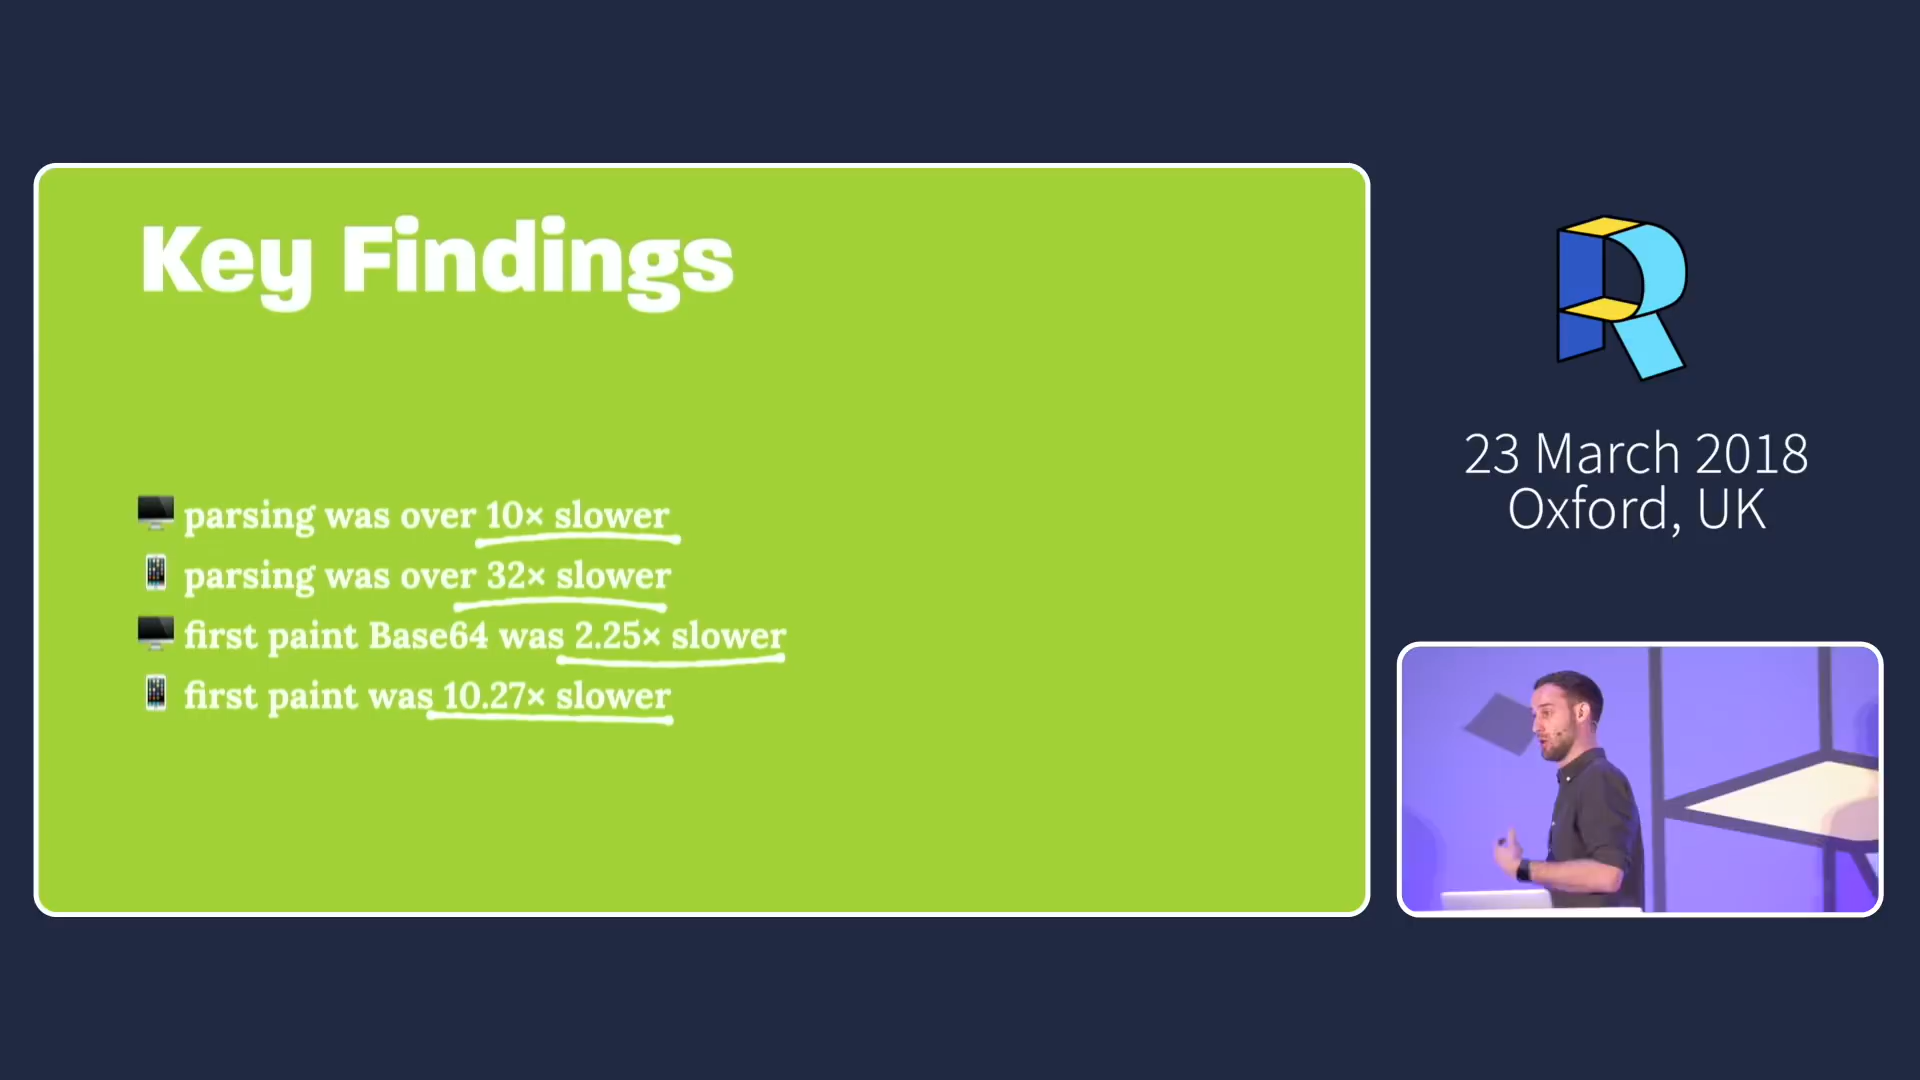 Key Findings
🖥 parsing was over 10× slower
📱 parsing was over 32× slower
🖥 first paint Base64 was 2.25× slower
📱 first paint was 10.27× slower
R
23 March 2018
Oxford, UK